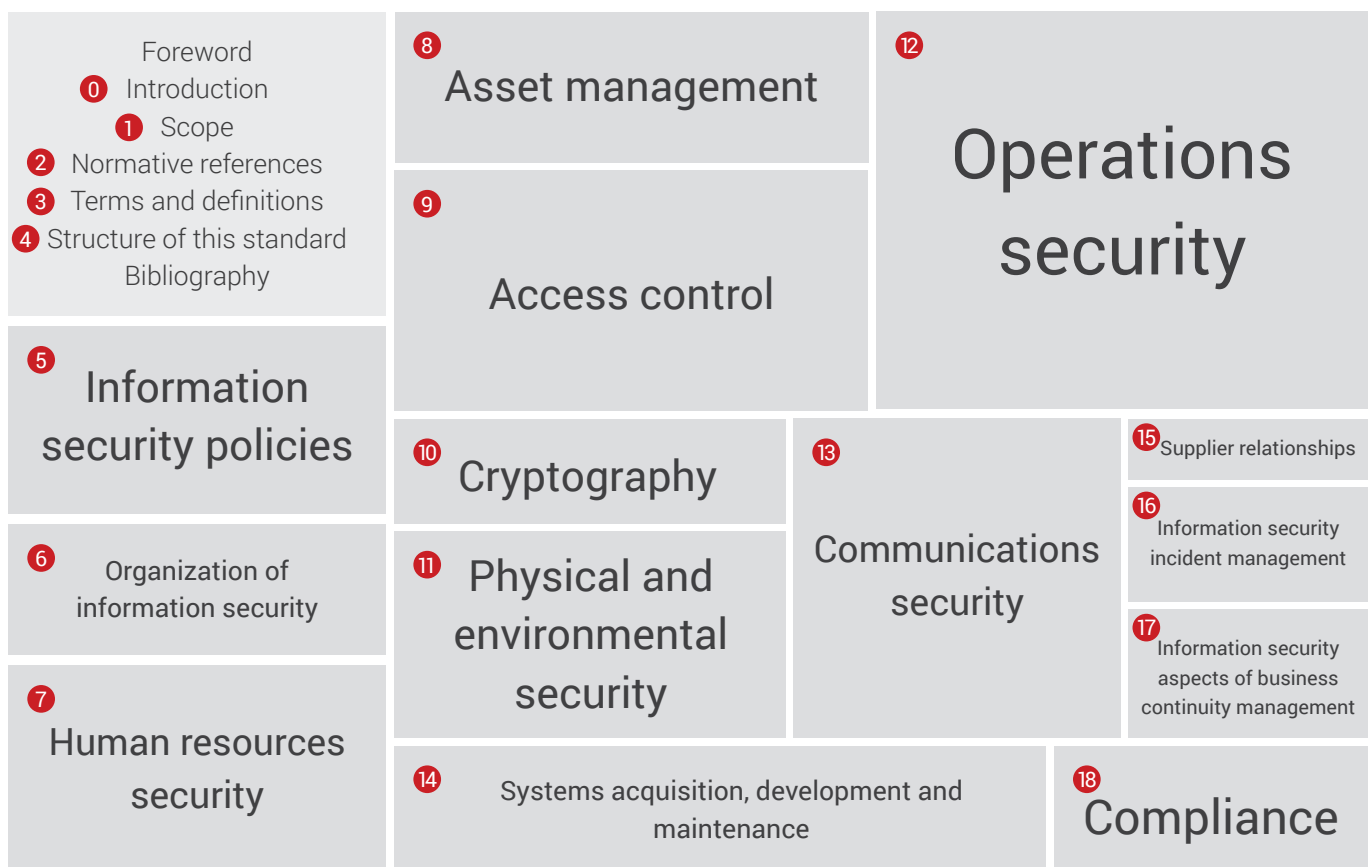 Foreword
0 Introduction
1 Scope
2 Normative references
3 Terms and definitions
4 Structure of this standard
Bibliography
5
Information
security policies
6
Organization of
information security
7
Human resources
security
8
Asset management
9
Access control
10
Cryptography
11
Physical and
environmental
security
12
Operations
security
13
Communications
security
14
Systems acquisition, development and
maintenance
15
Supplier relationships
16
Information security
incident management
17
Information security
aspects of business
continuity management
18
Compliance